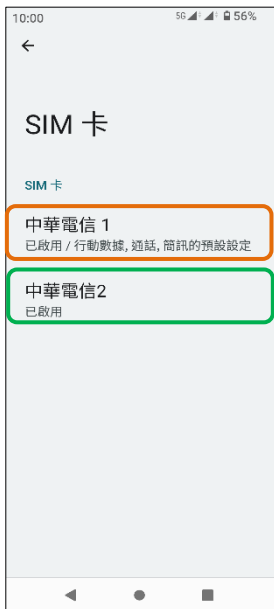 10:00 5G 56%
SIM 卡
SIM 卡
中華電信 1
已啟用 / 行動數據, 通話, 簡訊的預設設定
中華電信2
已啟用